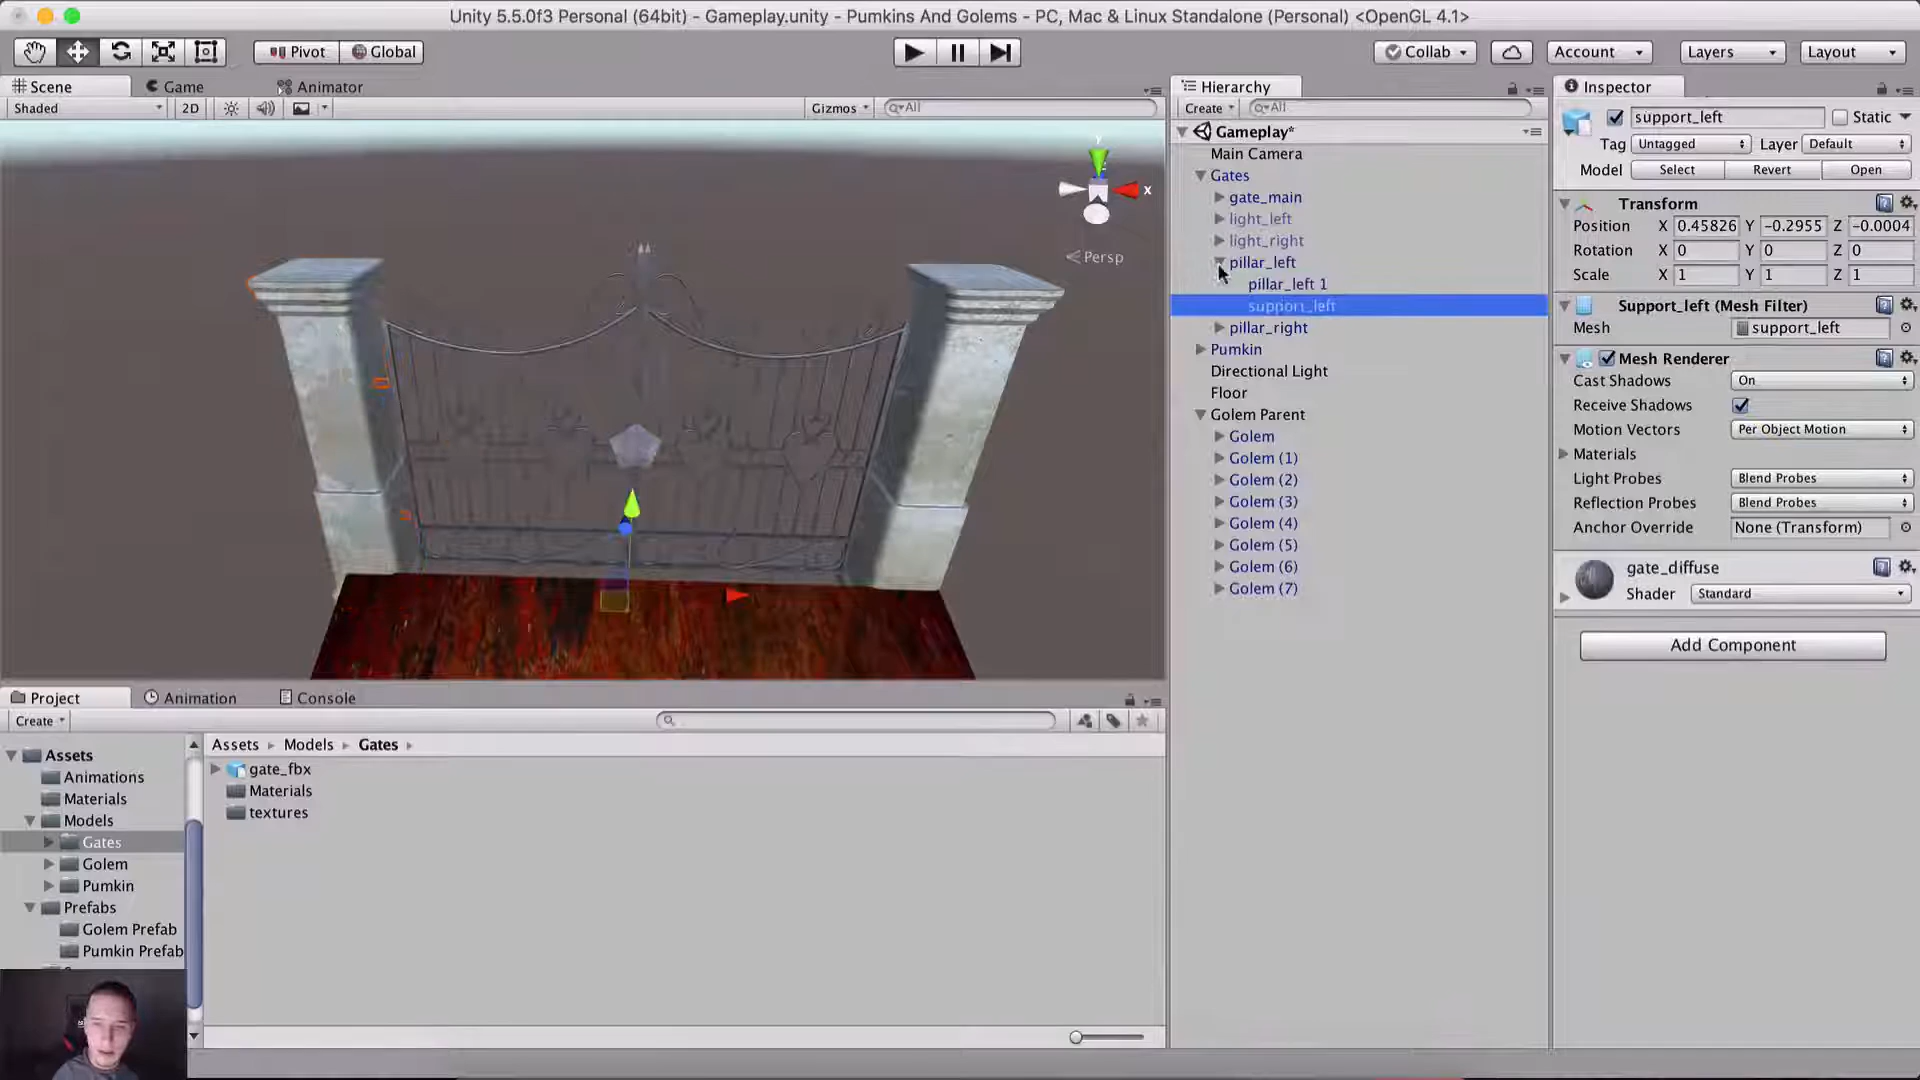 Unity 5.5.0f3 Personal (64bit) - Gameplay.unity - Pumkins And Golems - PC, Mac & Linux Standalone (Personal) <OpenGL 4.1>
Pivot Global Collab Account Layers Layout
Scene Game Animator
Shaded 2D Gizmos All
y
x
Persp
Hierarchy
Create All
Gameplay*
Main Camera
Gates
gate_main
light_left
light_right
pillar_left
pillar_left 1
support_left
pillar_right
Pumkin
Directional Light
Floor
Golem Parent
Golem
Golem (1)
Golem (2)
Golem (3)
Golem (4)
Golem (5)
Golem (6)
Golem (7)
Inspector
support_left Static
Tag Untagged Layer Default
Model Select Revert Open
Transform
Position X 0.45826 Y -0.2955 Z -0.0004
Rotation X 0 Y 0 Z 0
Scale X 1 Y 1 Z 1
Support_left (Mesh Filter)
Mesh support_left
Mesh Renderer
Cast Shadows On
Receive Shadows
Motion Vectors Per Object Motion
Materials
Light Probes Blend Probes
Reflection Probes Blend Probes
Anchor Override None (Transform)
gate_diffuse
Shader Standard
Add Component
Project Animation Console
Create
Assets
Animations
Materials
Models
Gates
Golem
Pumkin
Prefabs
Golem Prefab
Pumkin Prefab
Assets Models Gates
gate_fbx
Materials
textures